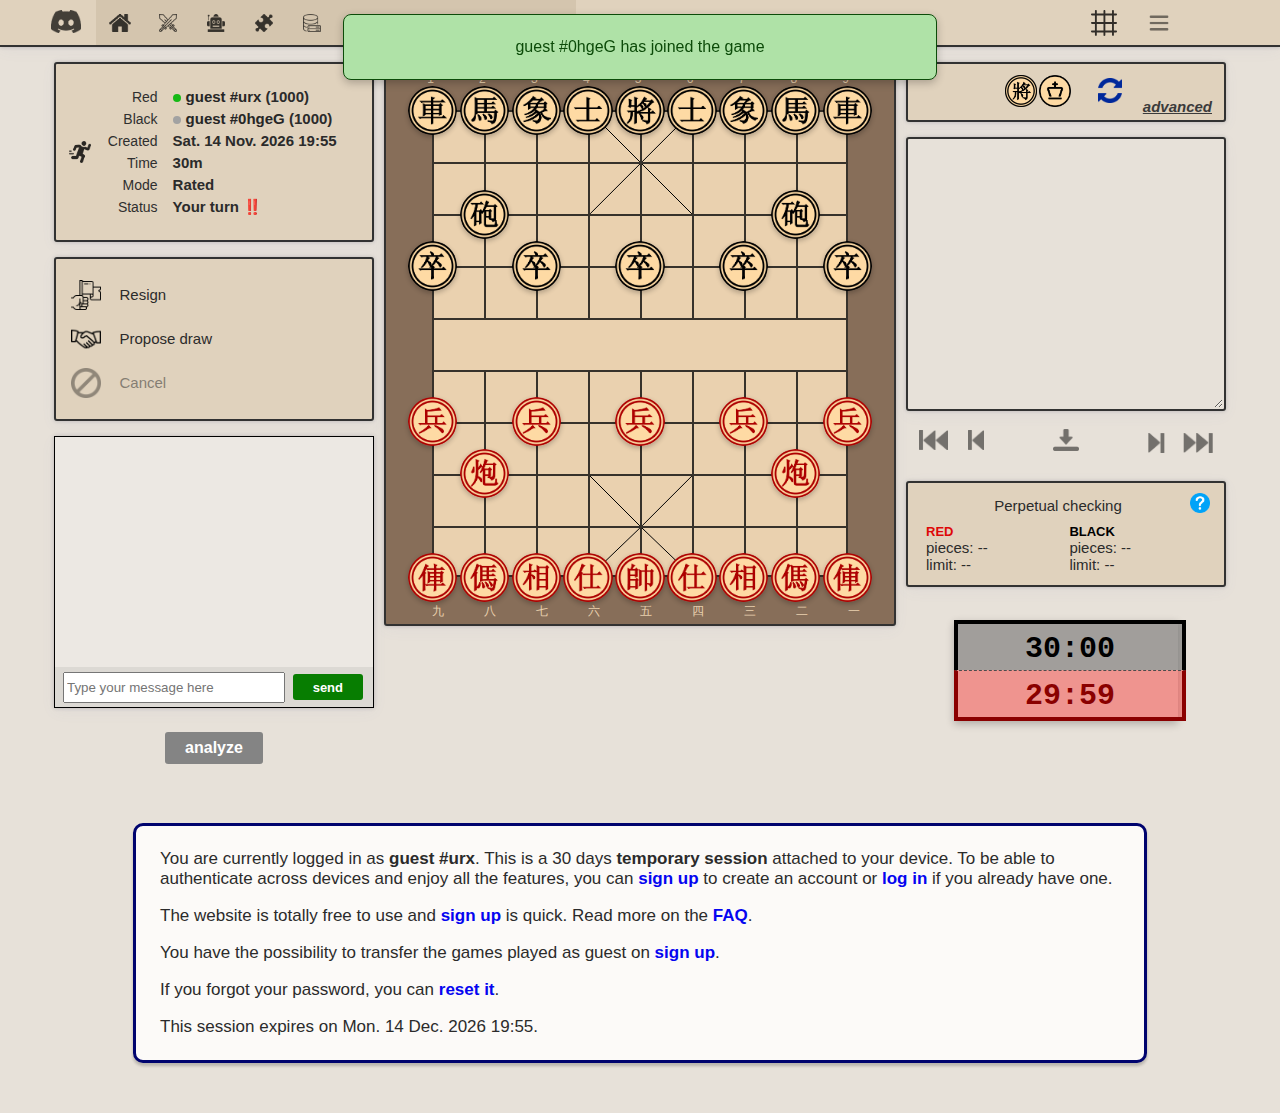 guest #0hgeG has joined the game
Red guest #urx (1000)
Black guest #0hgeG (1000)
Created Sat. 14 Nov. 2026 19:55
Time 30m
Mode Rated
Status Your turn ‼️
Resign
Propose draw
Cancel
Type your message here
send
analyze
車 馬 象 士 將 士 象 馬 車
砲 砲
卒 卒 卒 卒 卒
兵 兵 兵 兵 兵
炮 炮
俥 傌 相 仕 帥 仕 相 傌 俥
九 八 七 六 五 四 三 二 一
將
advanced
Perpetual checking
?
RED BLACK
pieces: -- pieces: --
limit: -- limit: --
30:00
29:59
You are currently logged in as guest #urx. This is a 30 days temporary session attached to your device. To be able to
authenticate across devices and enjoy all the features, you can sign up to create an account or log in if you already have one.
The website is totally free to use and sign up is quick. Read more on the FAQ.
You have the possibility to transfer the games played as guest on sign up.
If you forgot your password, you can reset it.
This session expires on Mon. 14 Dec. 2026 19:55.